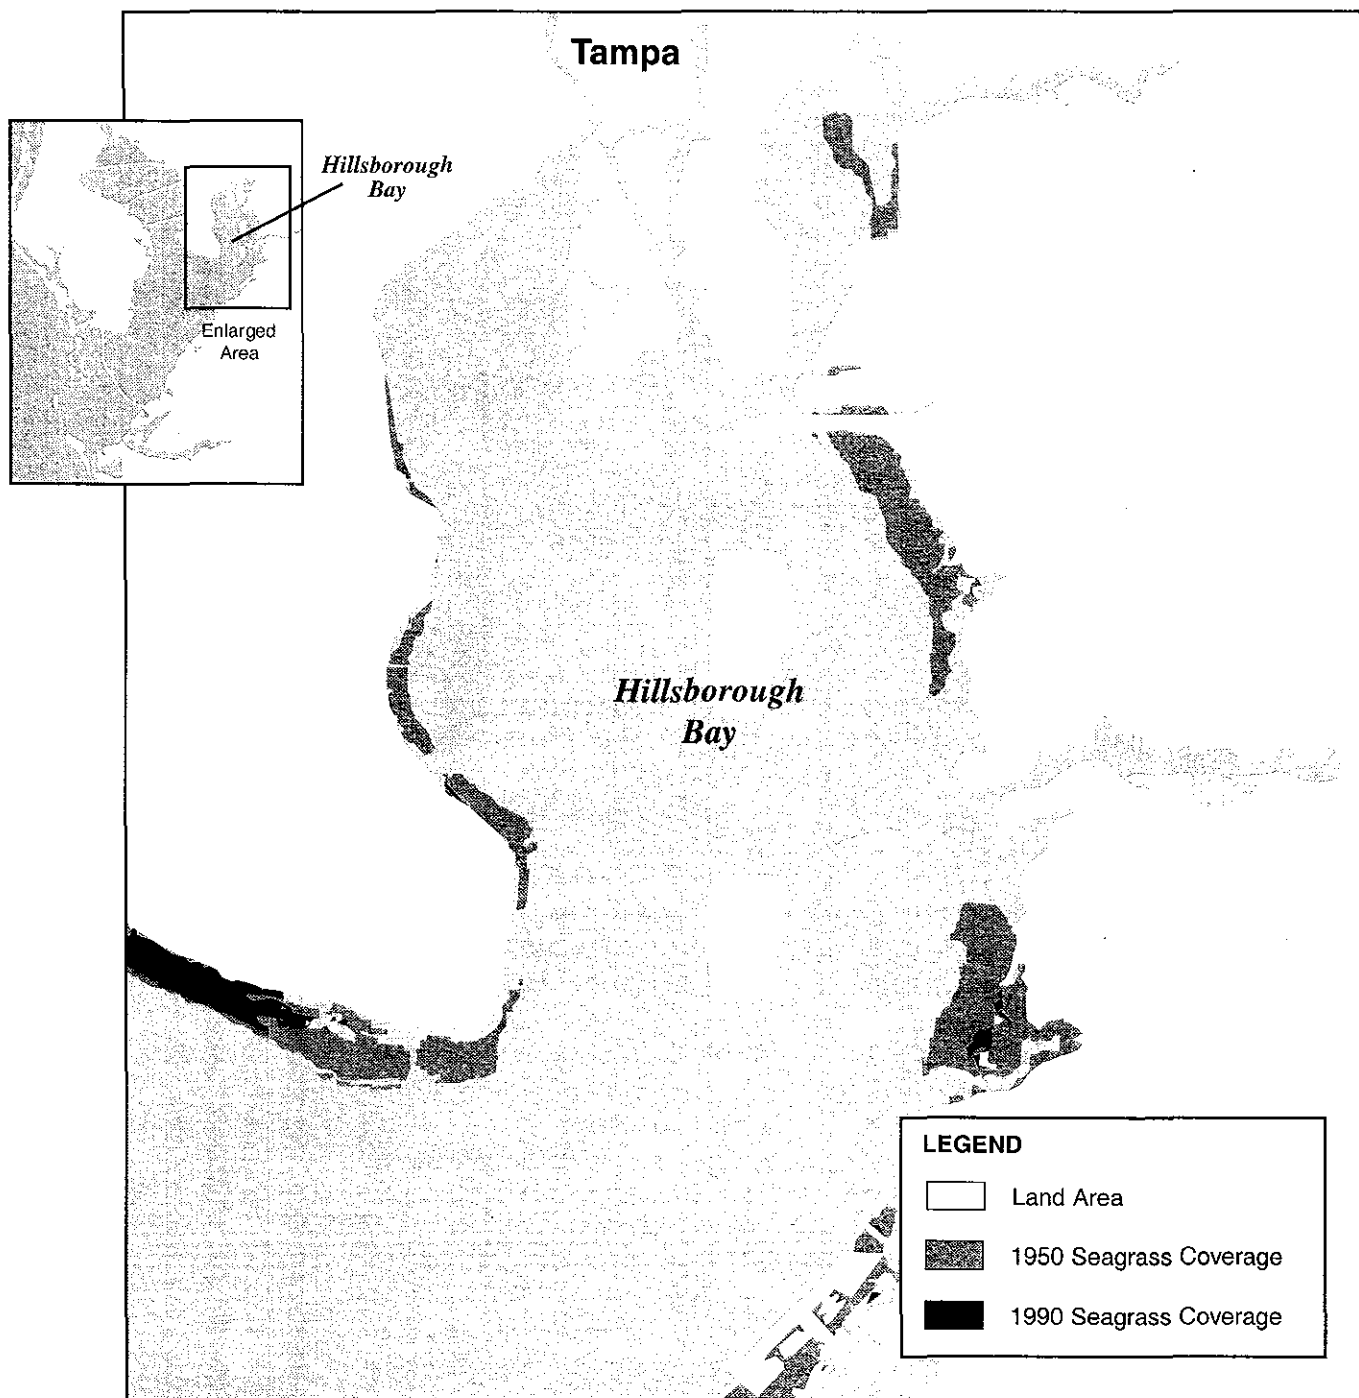 Tampa
Hillsborough
Bay
Enlarged
Area
Hillsborough
Bay
LEGEND
Land Area
1950 Seagrass Coverage
1990 Seagrass Coverage